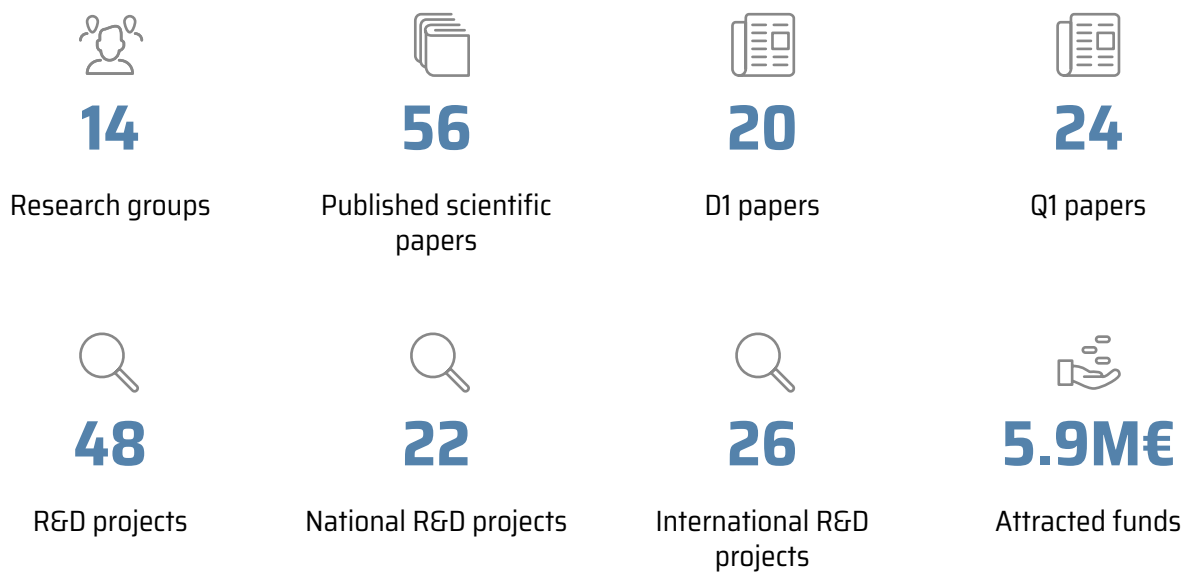 14
Research groups
56
Published scientific
papers
20
D1 papers
24
Q1 papers
48
R&D projects
22
National R&D projects
26
International R&D
projects
5.9M€
Attracted funds